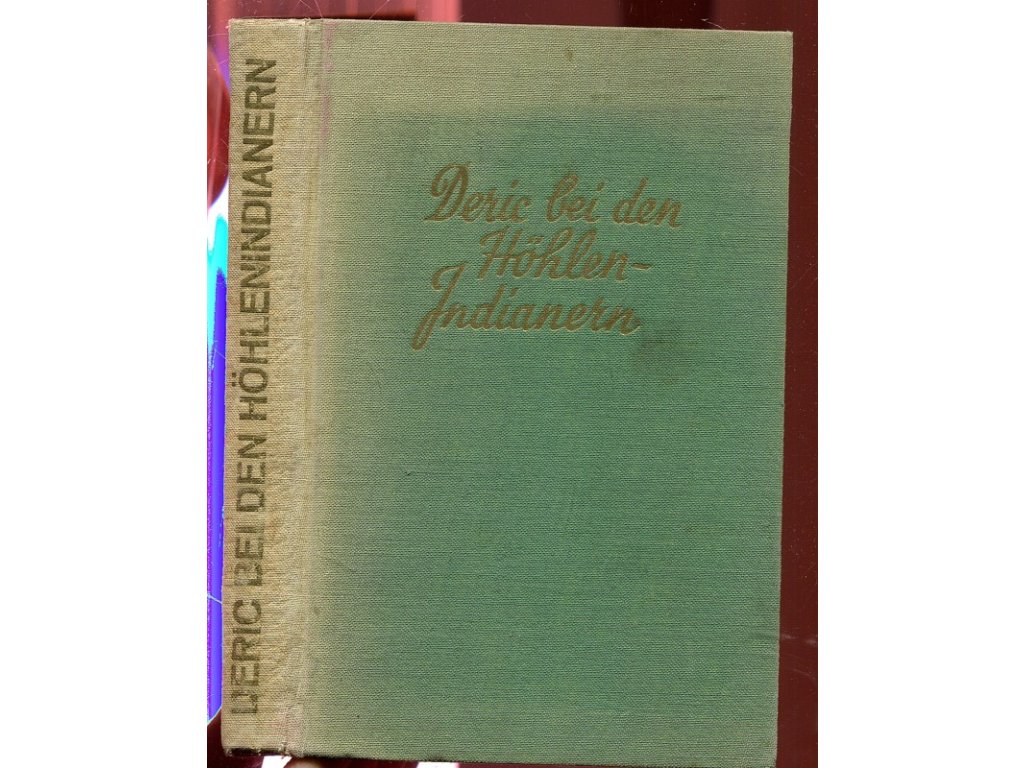 DERIC BEI DEN HÖHLENINDIANERN
Deric bei den
Höhlen-
Indianern